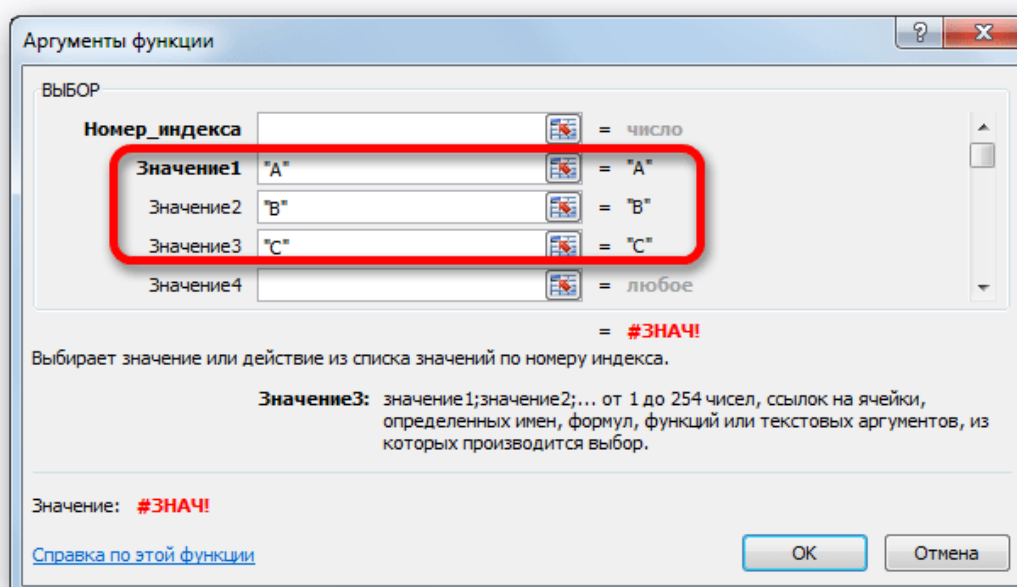 Аргументы функции
ВЫБОР
Номер_индекса = число
Значение1 "A" = "A"
Значение2 "B" = "B"
Значение3 "C" = "C"
Значение4 = любое
= #ЗНАЧ!
Выбирает значение или действие из списка значений по номеру индекса.
Значение3: значение1;значение2;... от 1 до 254 чисел, ссылок на ячейки,
определенных имен, формул, функций или текстовых аргументов, из
которых производится выбор.
Значение: #ЗНАЧ!
Справка по этой функции
ОК Отмена